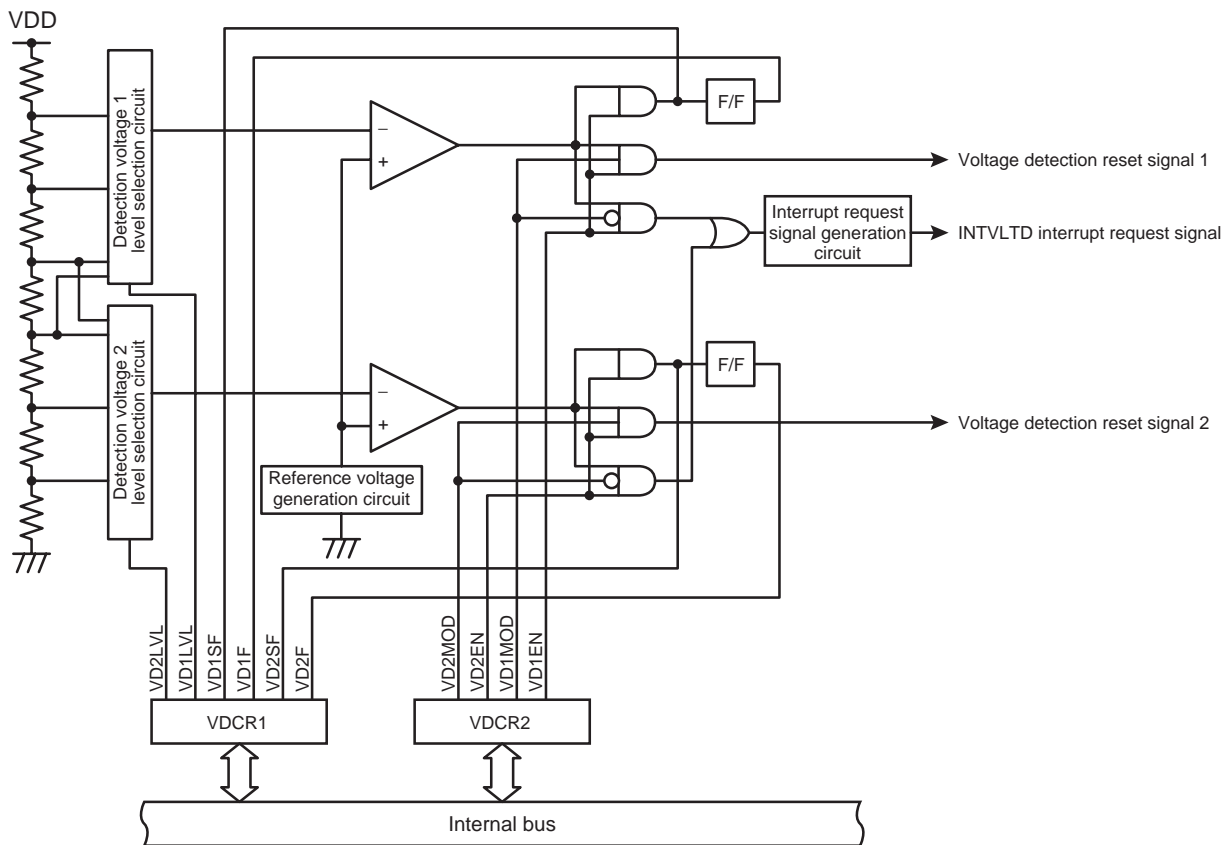 VDD
Detection voltage 1
level selection circuit
−
+
F/F
Voltage detection reset signal 1
Interrupt request
signal generation
circuit
INTVLTD interrupt request signal
Detection voltage 2
level selection circuit
−
+
F/F
Voltage detection reset signal 2
Reference voltage
generation circuit
VD2LVL
VD1LVL
VD1SF
VD1F
VD2SF
VD2F
VD2MOD
VD2EN
VD1MOD
VD1EN
VDCR1
VDCR2
Internal bus